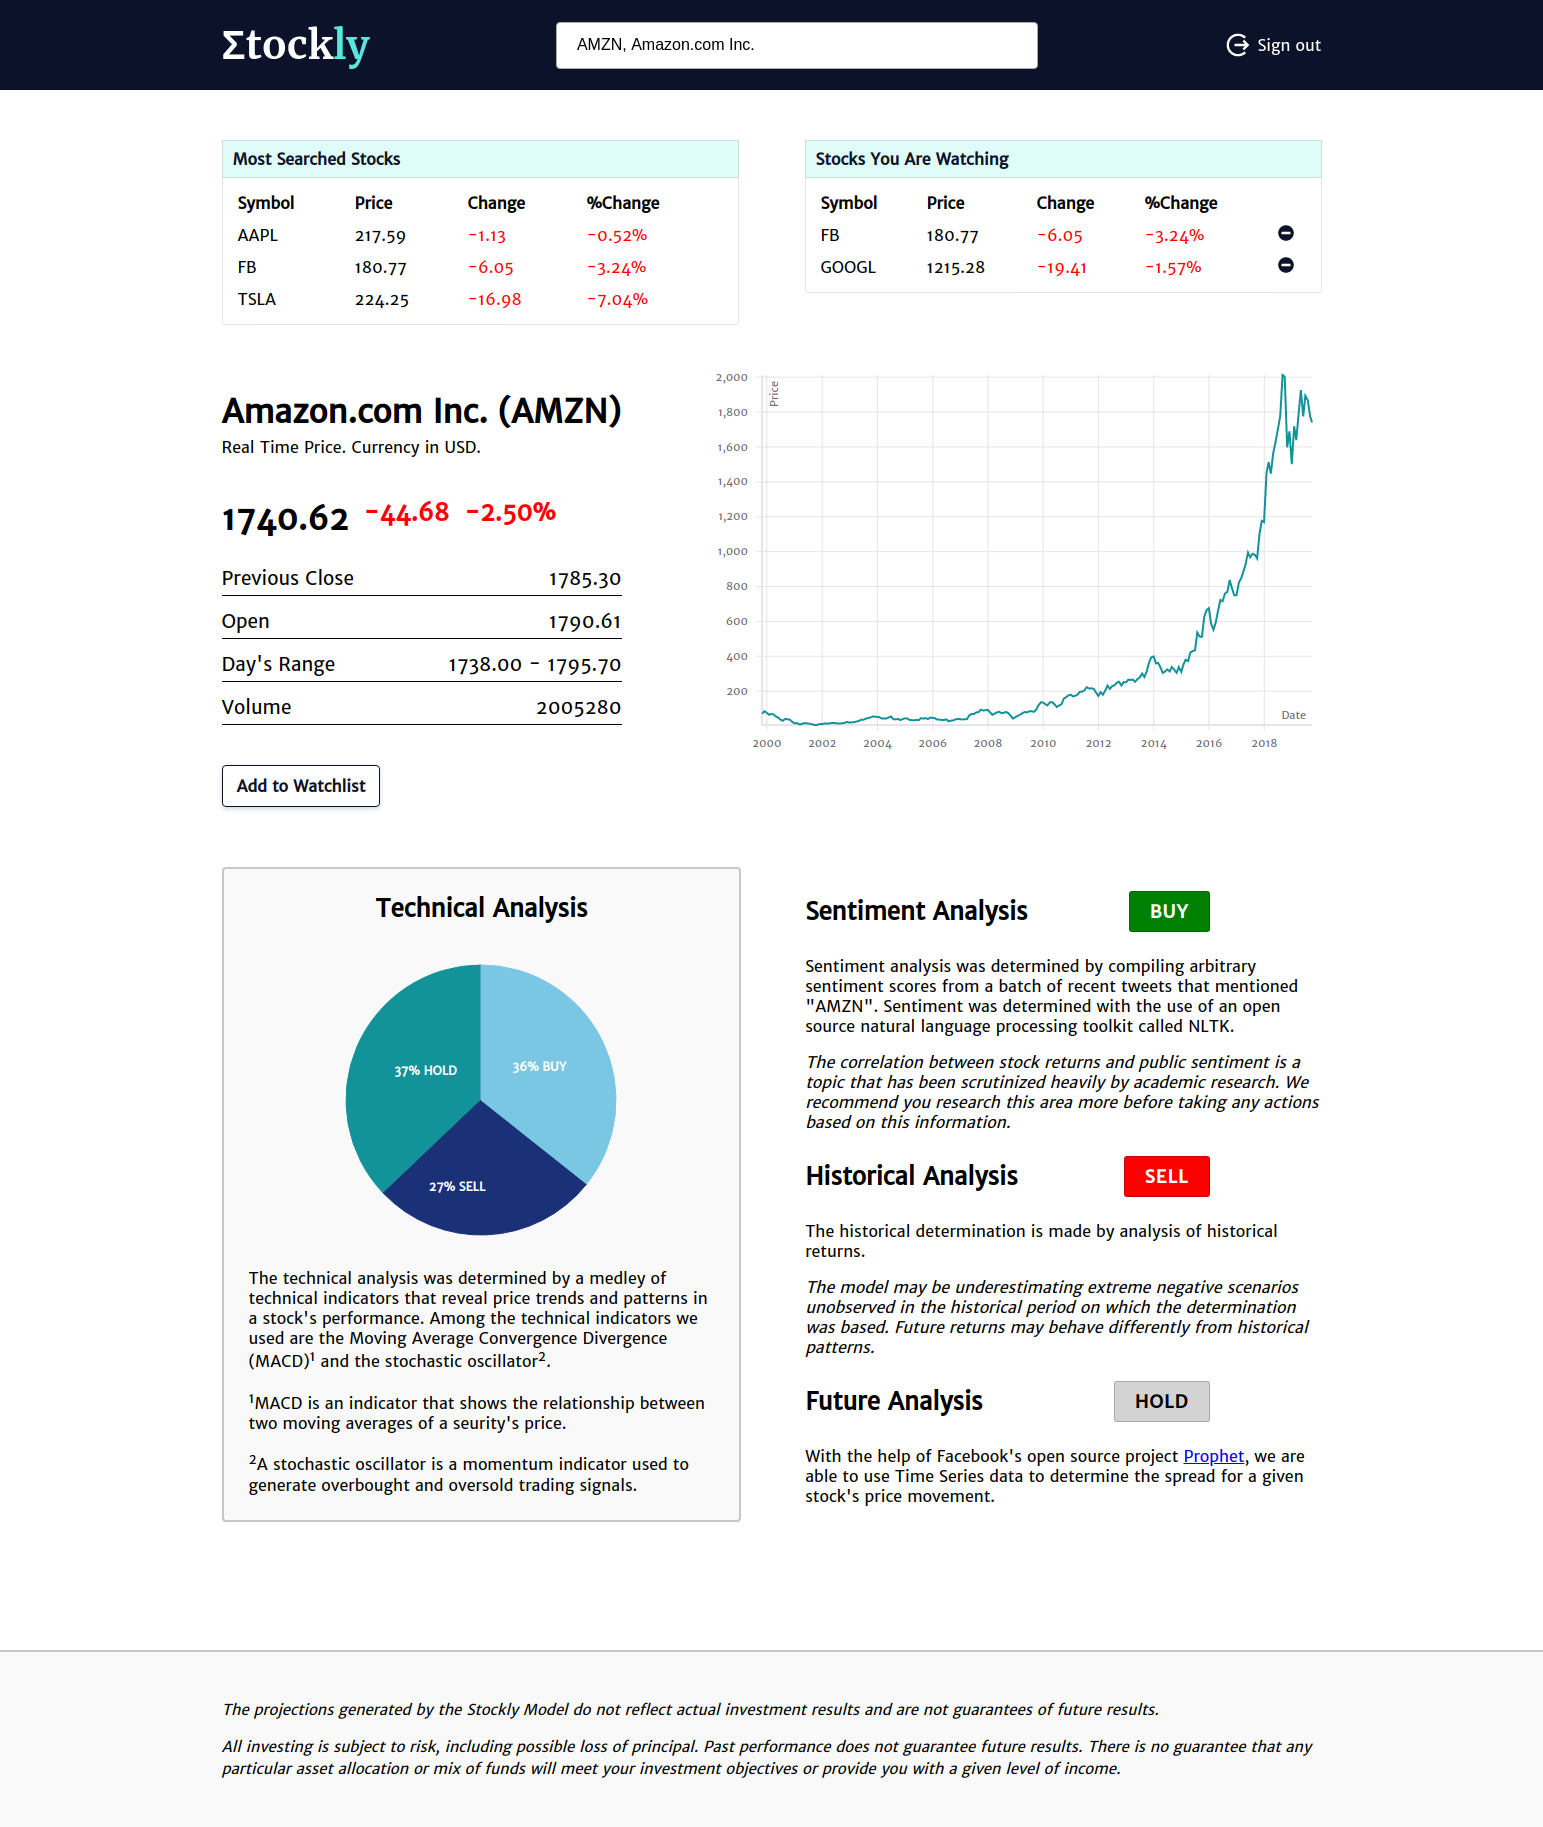 Σtockly
AMZN, Amazon.com Inc.
Sign out
Most Searched Stocks
Symbol Price Change %Change
AAPL 217.59 -1.13 -0.52%
FB 180.77 -6.05 -3.24%
TSLA 224.25 -16.98 -7.04%
Stocks You Are Watching
Symbol Price Change %Change
FB 180.77 -6.05 -3.24%
GOOGL 1215.28 -19.41 -1.57%
Amazon.com Inc. (AMZN)
Real Time Price. Currency in USD.
1740.62 -44.68 -2.50%
Previous Close 1785.30
Open 1790.61
Day's Range 1738.00 - 1795.70
Volume 2005280
Add to Watchlist
Price
2,000
1,800
1,600
1,400
1,200
1,000
800
600
400
200
Date
2000 2002 2004 2006 2008 2010 2012 2014 2016 2018
Technical Analysis
37% HOLD
36% BUY
27% SELL
The technical analysis was determined by a medley of
technical indicators that reveal price trends and patterns in
a stock's performance. Among the technical indicators we
used are the Moving Average Convergence Divergence
(MACD)¹ and the stochastic oscillator².
¹MACD is an indicator that shows the relationship between
two moving averages of a seurity's price.
²A stochastic oscillator is a momentum indicator used to
generate overbought and oversold trading signals.
Sentiment Analysis BUY
Sentiment analysis was determined by compiling arbitrary
sentiment scores from a batch of recent tweets that mentioned
"AMZN". Sentiment was determined with the use of an open
source natural language processing toolkit called NLTK.
The correlation between stock returns and public sentiment is a
topic that has been scrutinized heavily by academic research. We
recommend you research this area more before taking any actions
based on this information.
Historical Analysis SELL
The historical determination is made by analysis of historical
returns.
The model may be underestimating extreme negative scenarios
unobserved in the historical period on which the determination
was based. Future returns may behave differently from historical
patterns.
Future Analysis HOLD
With the help of Facebook's open source project Prophet, we are
able to use Time Series data to determine the spread for a given
stock's price movement.
The projections generated by the Stockly Model do not reflect actual investment results and are not guarantees of future results.
All investing is subject to risk, including possible loss of principal. Past performance does not guarantee future results. There is no guarantee that any
particular asset allocation or mix of funds will meet your investment objectives or provide you with a given level of income.